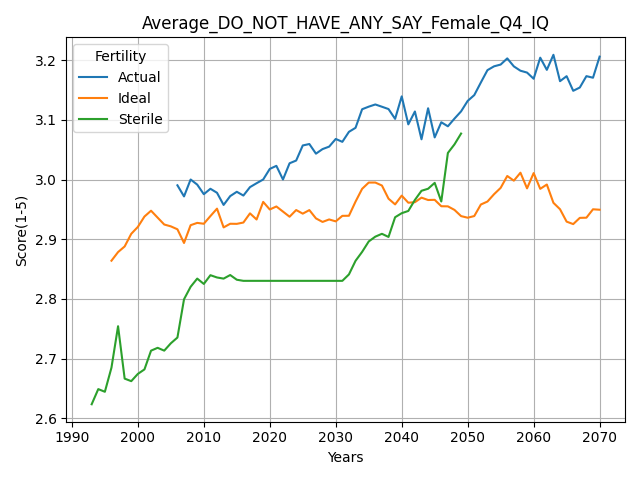 Average_DO_NOT_HAVE_ANY_SAY_Female_Q4_IQ
Fertility
Actual
Ideal
Sterile
Score(1-5)
3.2
3.1
3.0
2.9
2.8
2.7
2.6
1990 2000 2010 2020 2030 2040 2050 2060 2070
Years